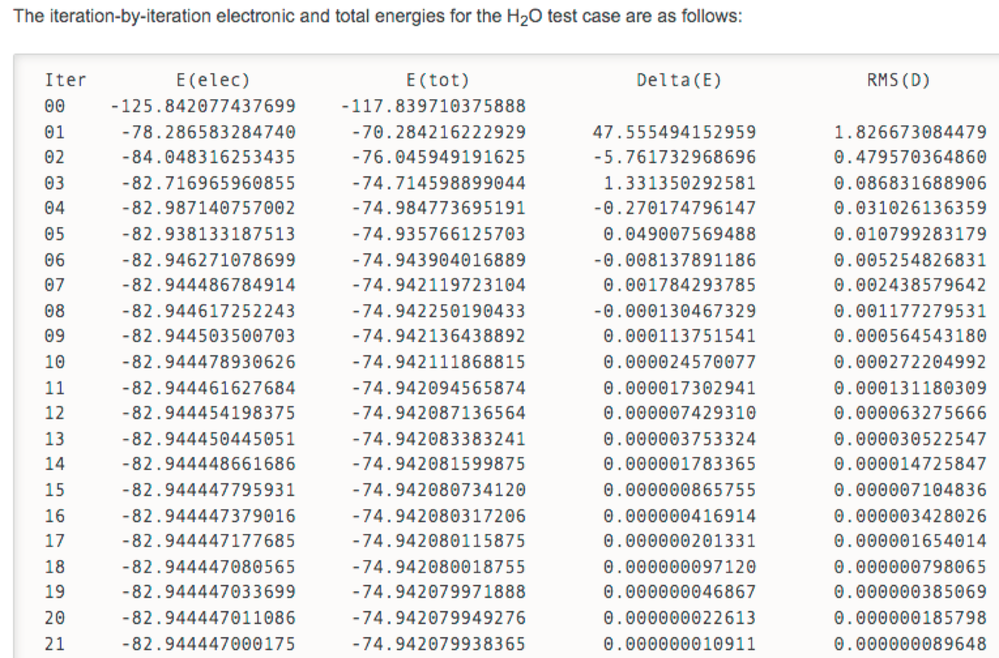 The iteration-by-iteration electronic and total energies for the H₂O test case are as follows:
Iter E(elec) E(tot) Delta(E) RMS(D)
00 -125.842077437699 -117.839710375888
01 -78.286583284740 -70.284216222929 47.555494152959 1.826673084479
02 -84.048316253435 -76.045949191625 -5.761732968696 0.479570364860
03 -82.716965960855 -74.714598899044 1.331350292581 0.086831688906
04 -82.987140757002 -74.984773695191 -0.270174796147 0.031026136359
05 -82.938133187513 -74.935766125703 0.049007569488 0.010799283179
06 -82.946271078699 -74.943904016889 -0.008137891186 0.005254826831
07 -82.944486784914 -74.942119723104 0.001784293785 0.002438579642
08 -82.944617252243 -74.942250190433 -0.000130467329 0.001177279531
09 -82.944503500703 -74.942136438892 0.000113751541 0.000564543180
10 -82.944478930626 -74.942111868815 0.000024570077 0.000272204992
11 -82.944461627684 -74.942094565874 0.000017302941 0.000131180309
12 -82.944454198375 -74.942087136564 0.000007429310 0.000063275666
13 -82.944450445051 -74.942083383241 0.000003753324 0.000030522547
14 -82.944448661686 -74.942081599875 0.000001783365 0.000014725847
15 -82.944447795931 -74.942080734120 0.000000865755 0.000007104836
16 -82.944447379016 -74.942080317206 0.000000416914 0.000003428026
17 -82.944447177685 -74.942080115875 0.000000201331 0.000001654014
18 -82.944447080565 -74.942080018755 0.000000097120 0.000000798065
19 -82.944447033699 -74.942079971888 0.000000046867 0.000000385069
20 -82.944447011086 -74.942079949276 0.000000022613 0.000000185798
21 -82.944447000175 -74.942079938365 0.000000010911 0.000000089648